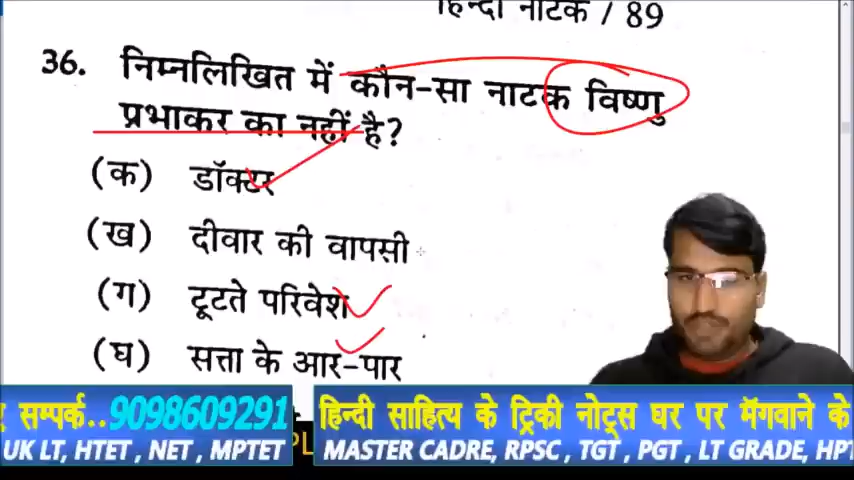 हिन्दी नाटक / 89
36. निम्नलिखित में कौन-सा नाटक विष्णु
प्रभाकर का नहीं है?
(क) डॉक्टर
(ख) दीवार की वापसी
(ग) टूटते परिवेश
(घ) सत्ता के आर-पार
सम्पर्क..9098609291
हिन्दी साहित्य के ट्रिकी नोट्स घर पर मॅगवाने के
UK LT, HTET , NET , MPTET
MASTER CADRE, RPSC , TGT , PGT , LT GRADE, HPT